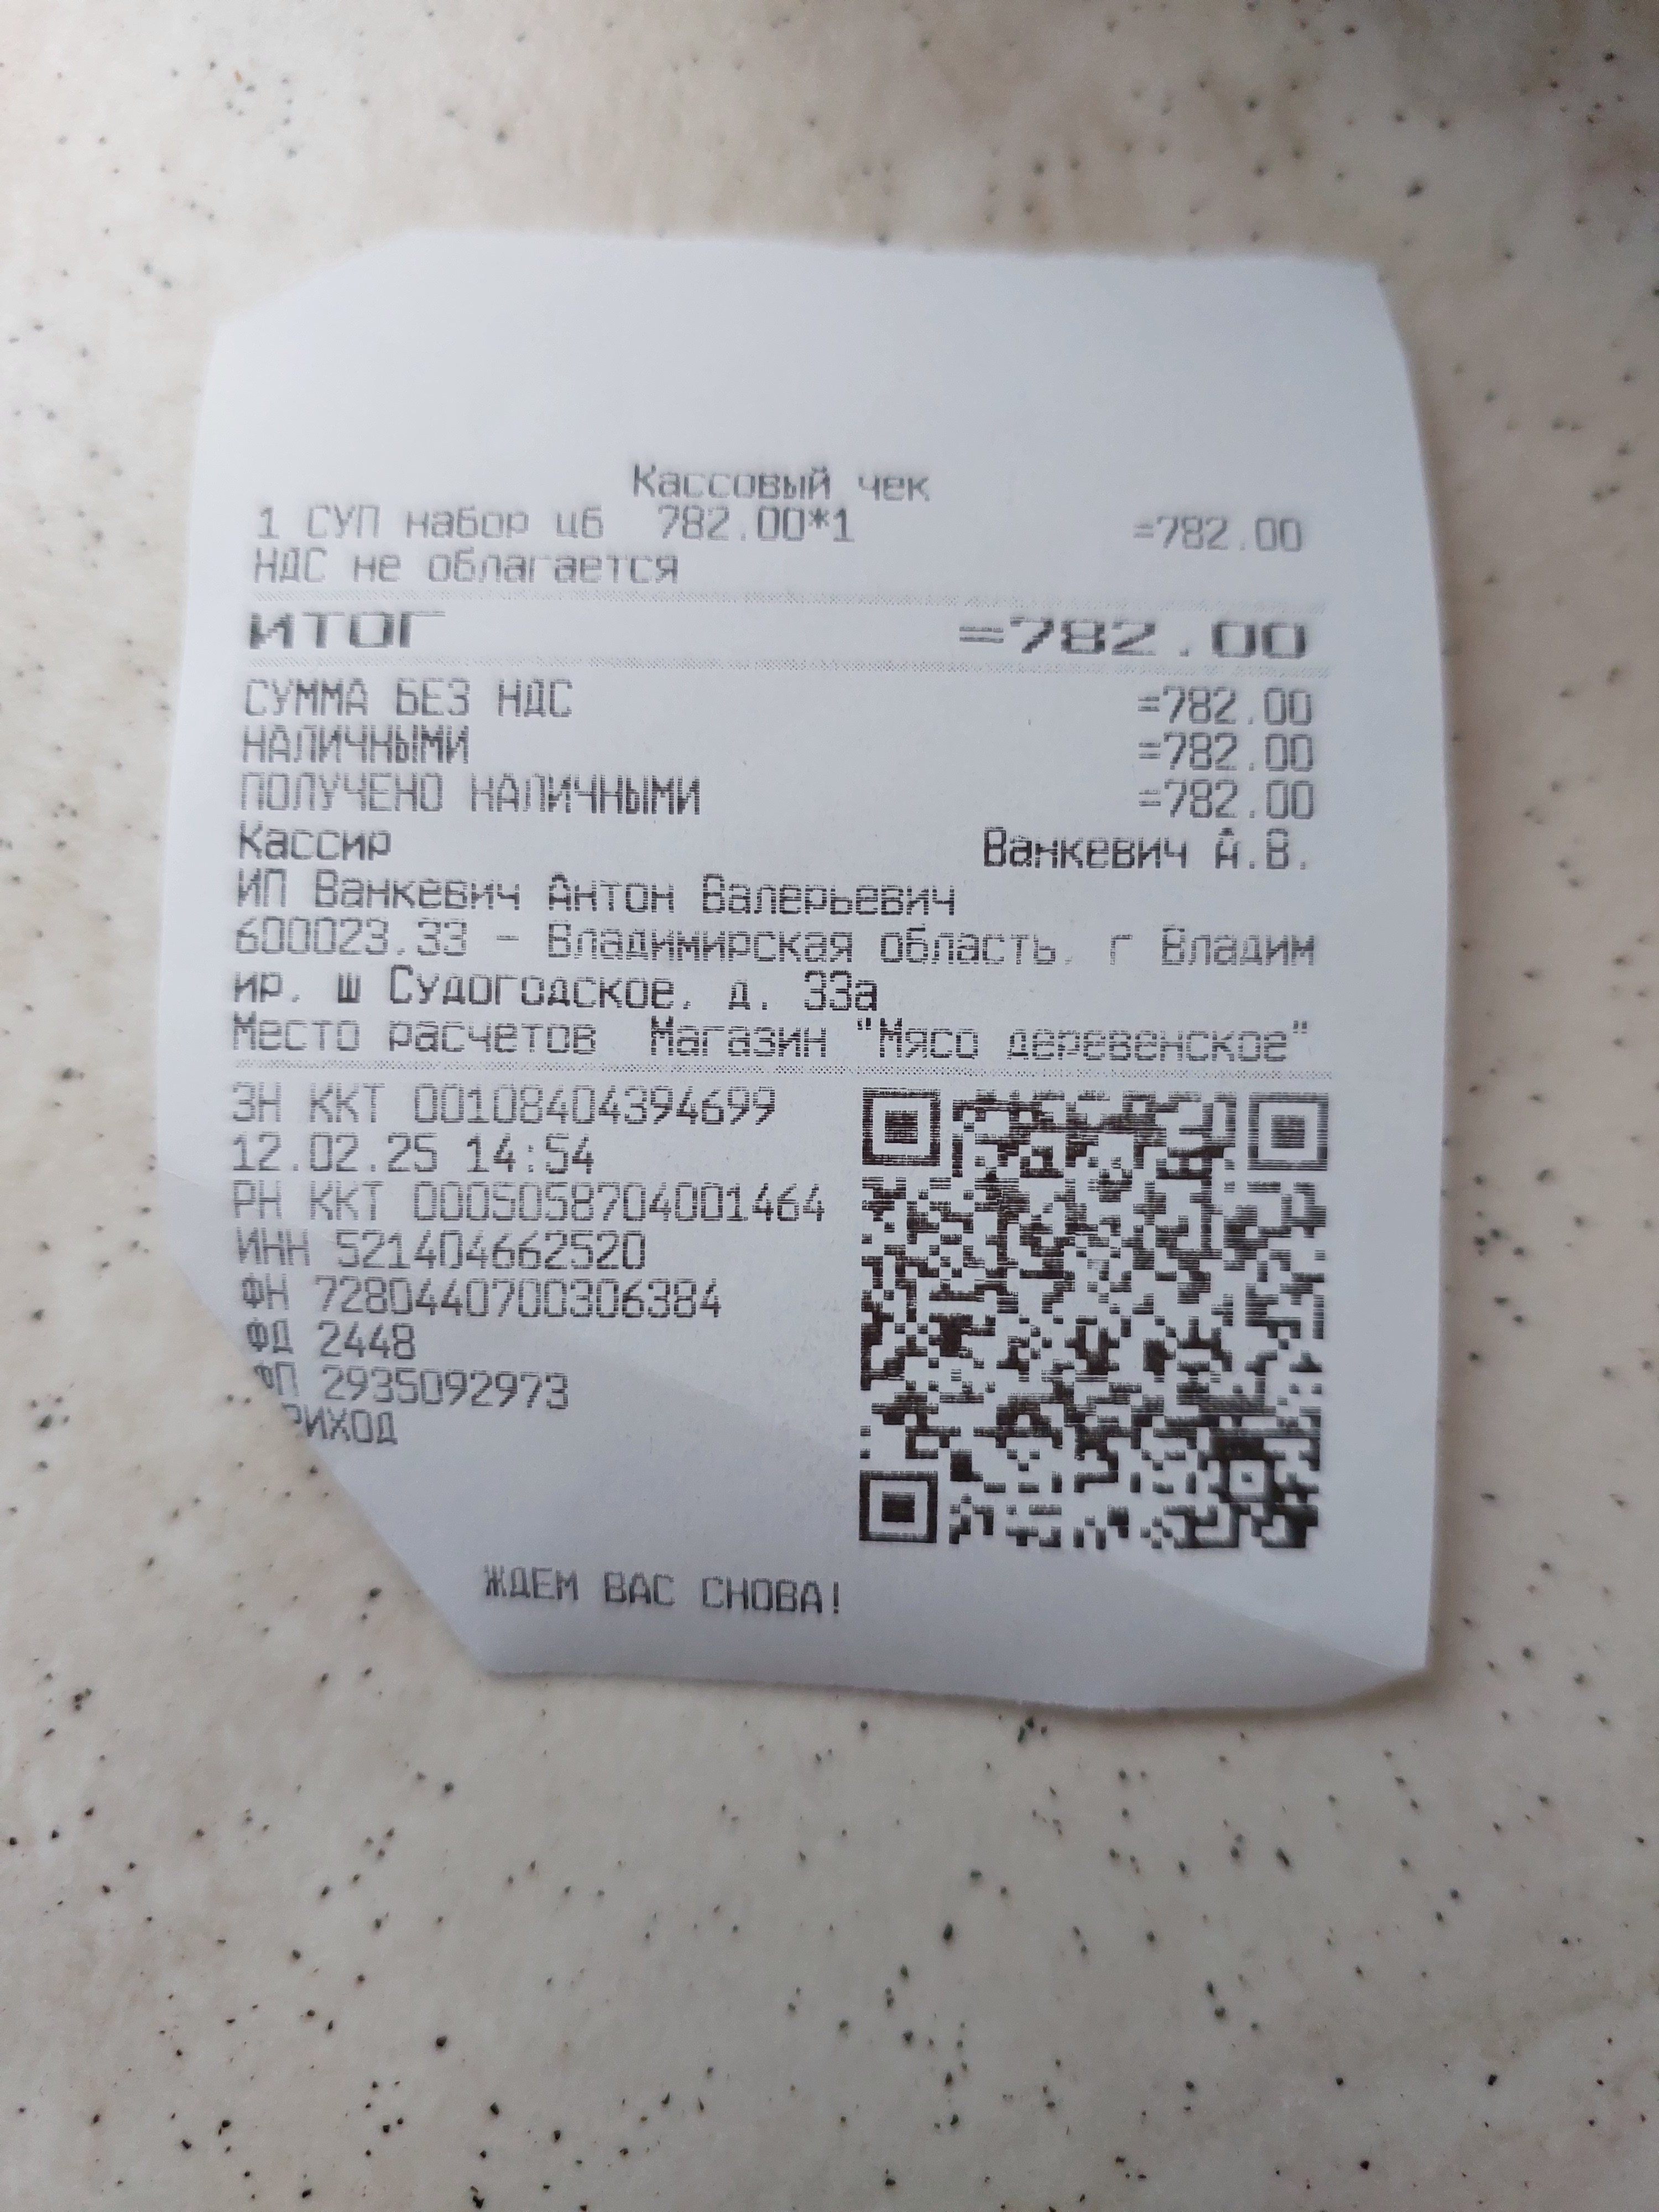 Кассовый чек
1 СУП набор цб 782.00*1 =782.00
НДС не облагается
ИТОГ =782.00
СУММА БЕЗ НДС =782.00
НАЛИЧНЫМИ =782.00
ПОЛУЧЕНО НАЛИЧНЫМИ =782.00
Кассир Ванкевич А.В.
ИП Ванкевич Антон Валерьевич
600023,33 - Владимирская область, г Владим
ир, ш Судогодское, д. 33а
Место расчетов Магазин "Мясо деревенское"
ЗН ККТ 00108404394699
12.02.25 14:54
РН ККТ 0005058704001464
ИНН 521404662520
ФН 7280440700306384
ФД 2448
ФП 2935092973
РИХОД
ЖДЕМ ВАС СНОВА!